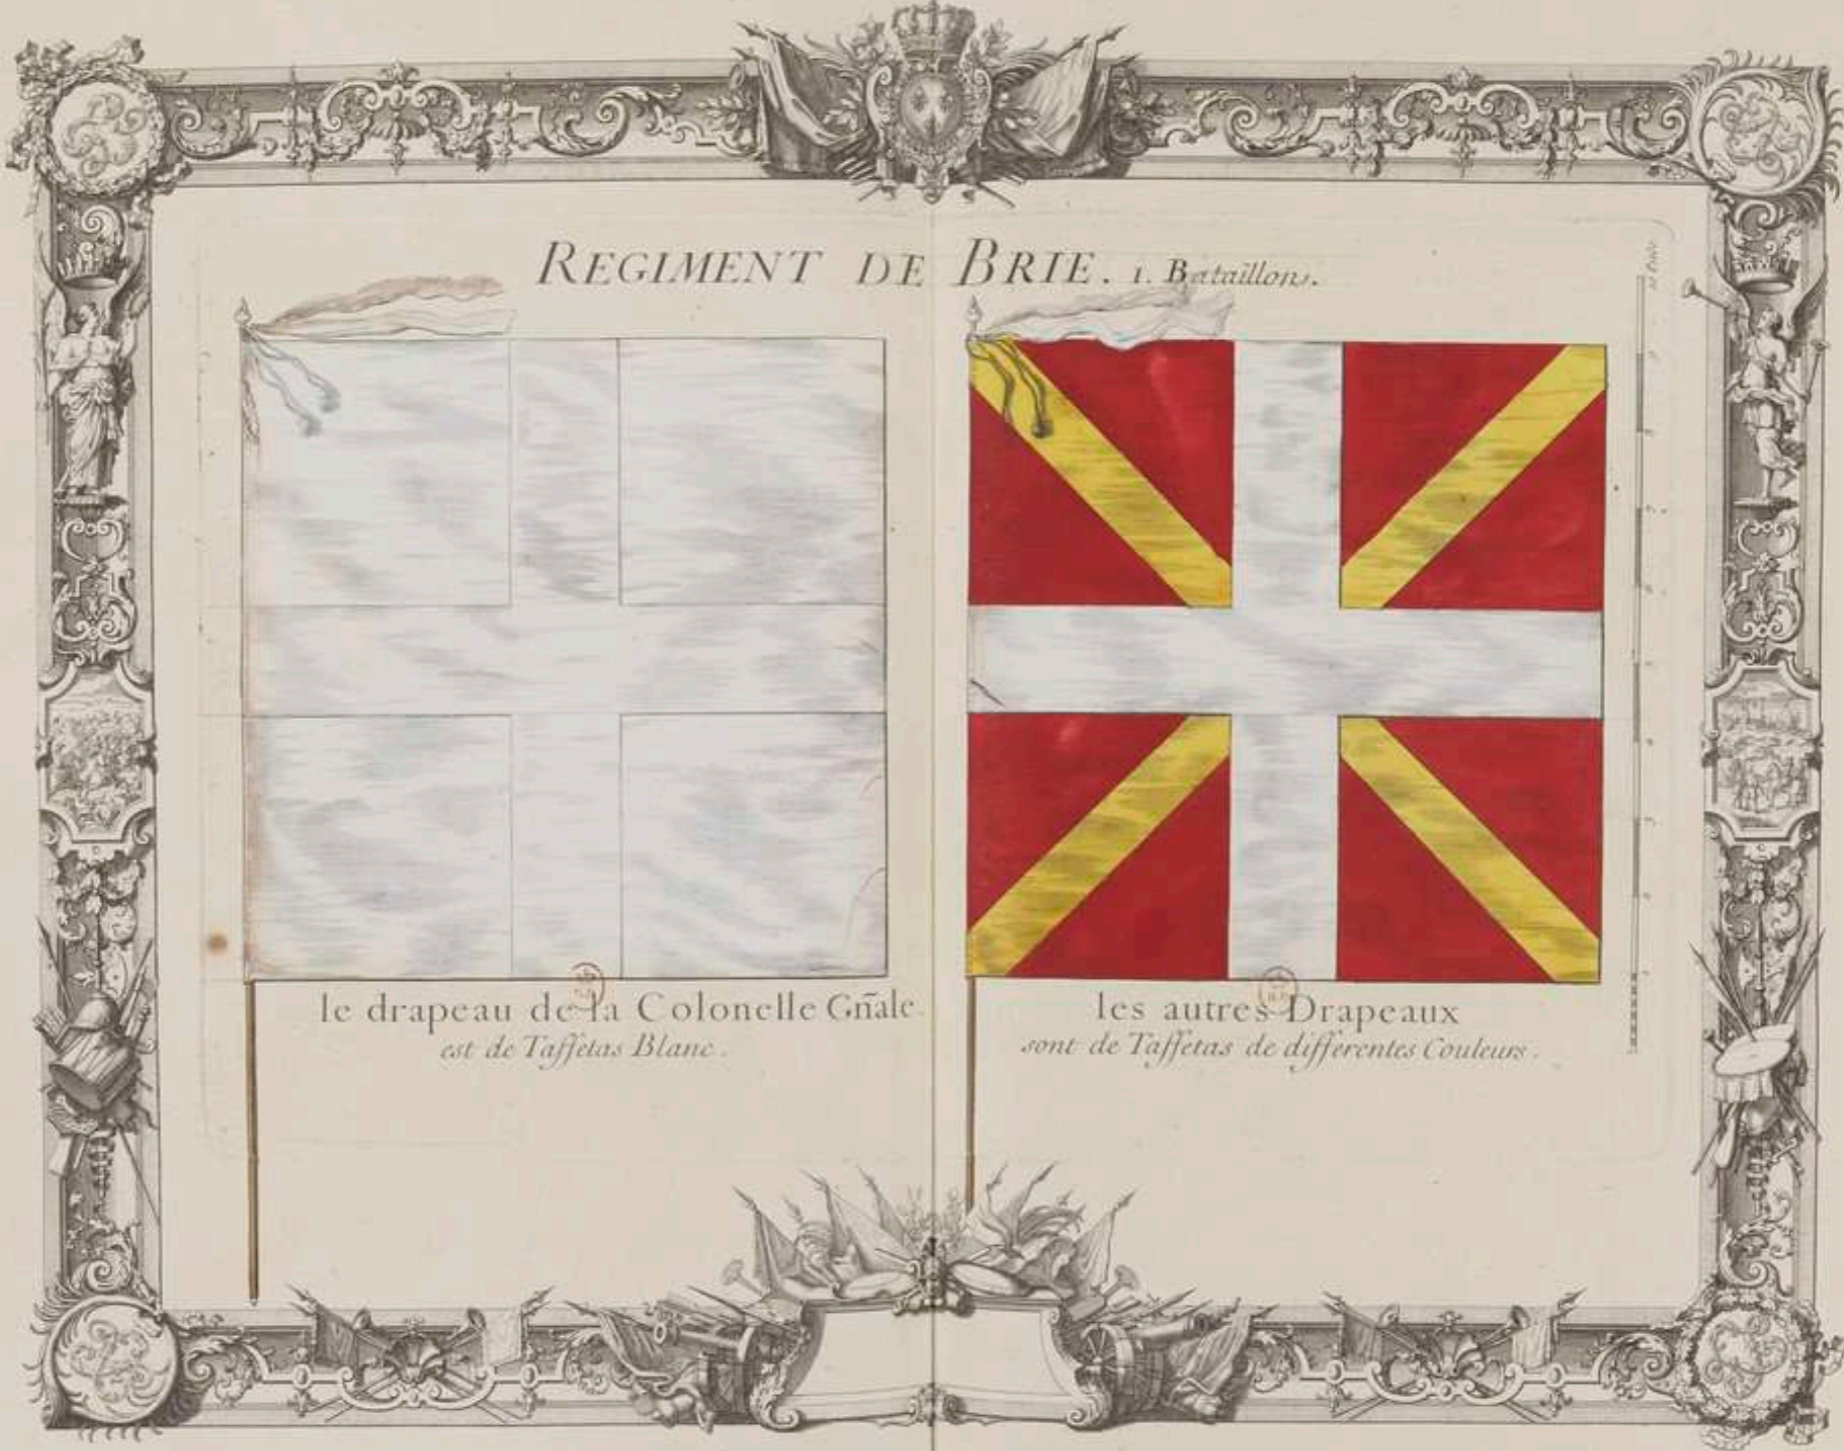 REGIMENT DE BRIE. 1. Bataillons.
le drapeau de la Colonelle Gñale.
est de Taffetas Blanc.
les autres Drapeaux
sont de Taffetas de differentes Couleurs.